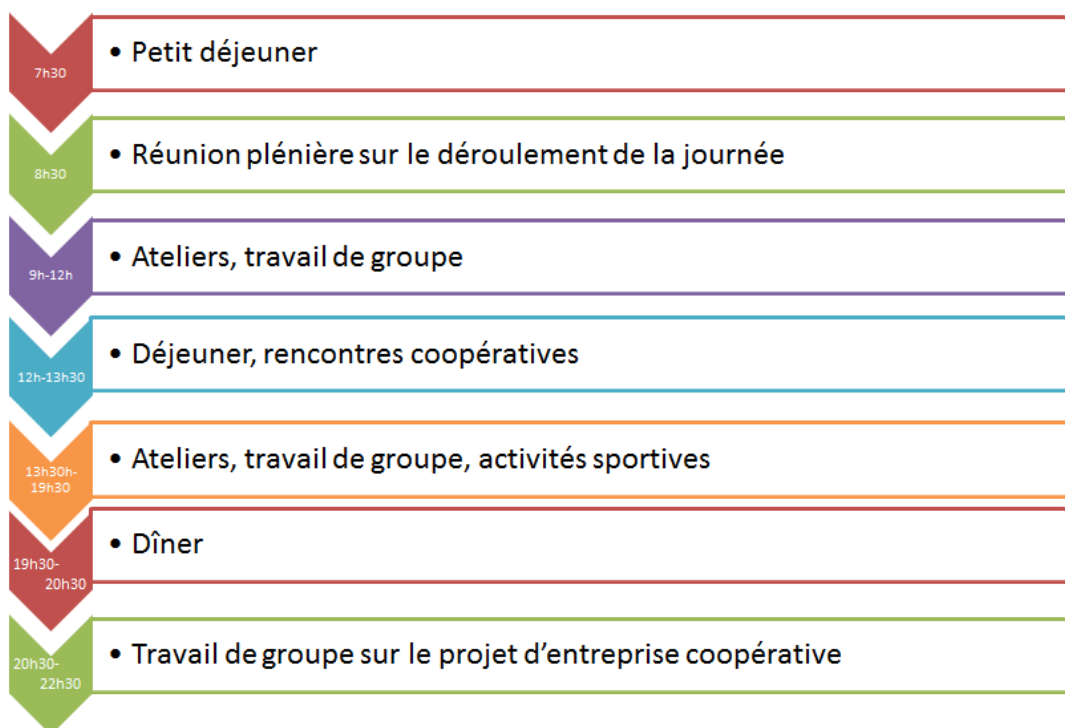 7h30
• Petit déjeuner
8h30
• Réunion plénière sur le déroulement de la journée
9h-12h
• Ateliers, travail de groupe
12h-13h30
• Déjeuner, rencontres coopératives
13h30h-
19h30
• Ateliers, travail de groupe, activités sportives
19h30-
20h30
• Dîner
20h30-
22h30
• Travail de groupe sur le projet d’entreprise coopérative